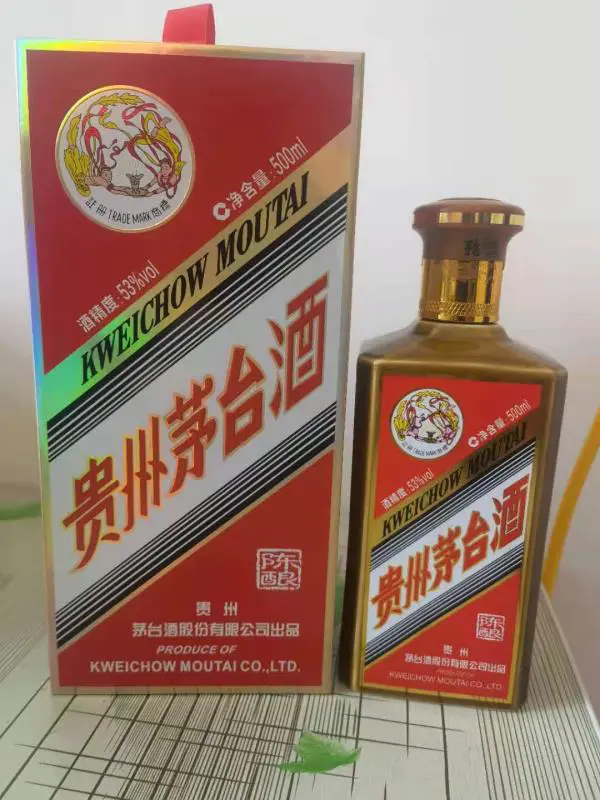 註册 TRADE MARK 商標
净含量:500ml
酒精度:53%vol
KWEICHOW MOUTAI
贵州茅台酒
陈酿
贵州
茅台酒股份有限公司出品
PRODUCE OF
KWEICHOW MOUTAI CO.,LTD.
净含量:500ml
酒精度:53%vol
KWEICHOW MOUTAI
贵州茅台酒
陈酿
贵州
茅台酒股份有限公司出品
PRODUCE OF
KWEICHOW MOUTAI CO.,LTD.